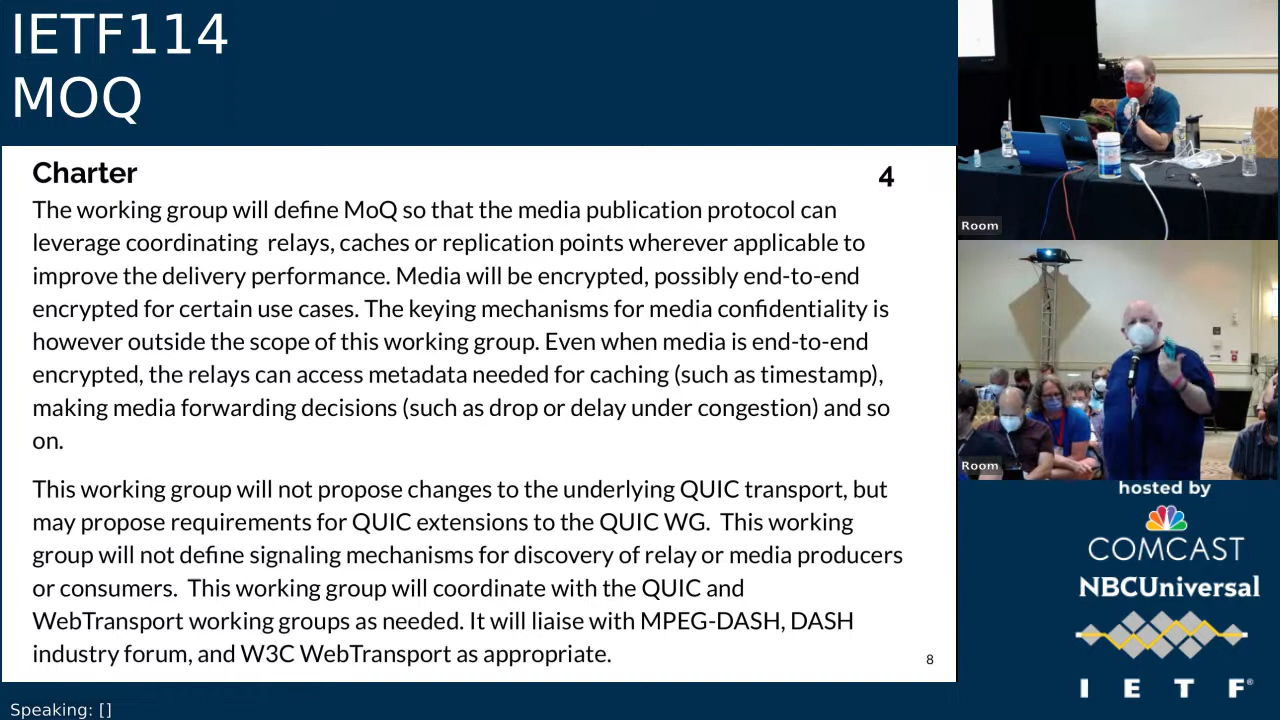 IETF114
MOQ
Charter
4
The working group will define MoQ so that the media publication protocol can
leverage coordinating  relays, caches or replication points wherever applicable to
improve the delivery performance. Media will be encrypted, possibly end-to-end
encrypted for certain use cases. The keying mechanisms for media confidentiality is
however outside the scope of this working group. Even when media is end-to-end
encrypted, the relays can access metadata needed for caching (such as timestamp),
making media forwarding decisions (such as drop or delay under congestion) and so
on.
This working group will not propose changes to the underlying QUIC transport, but
may propose requirements for QUIC extensions to the QUIC WG.  This working
group will not define signaling mechanisms for discovery of relay or media producers
or consumers.  This working group will coordinate with the QUIC and
WebTransport working groups as needed. It will liaise with MPEG-DASH, DASH
industry forum, and W3C WebTransport as appropriate.
8
Room
Room
hosted by
COMCAST
NBCUniversal
I E T F®
Speaking: []